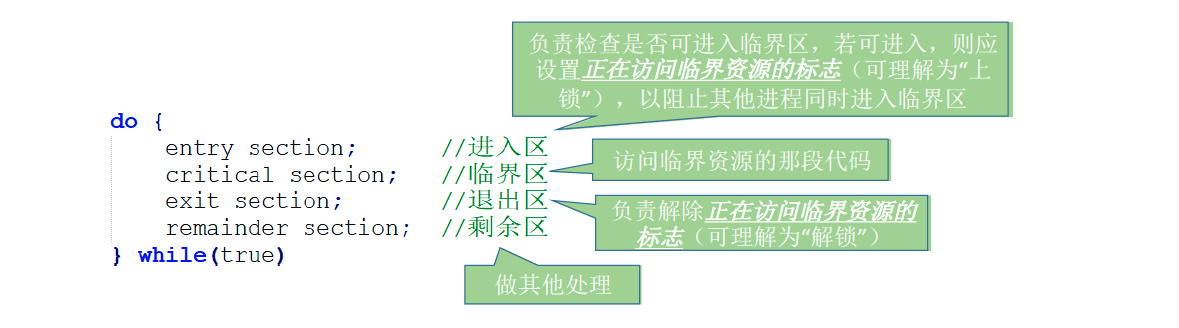 负责检查是否可进入临界区，若可进入，则应
设置正在访问临界资源的标志（可理解为“上
锁”），以阻止其他进程同时进入临界区
do {
entry section; //进入区
访问临界资源的那段代码
critical section; //临界区
exit section; //退出区
负责解除正在访问临界资源的
标志（可理解为“解锁”）
remainder section; //剩余区
} while(true)
做其他处理